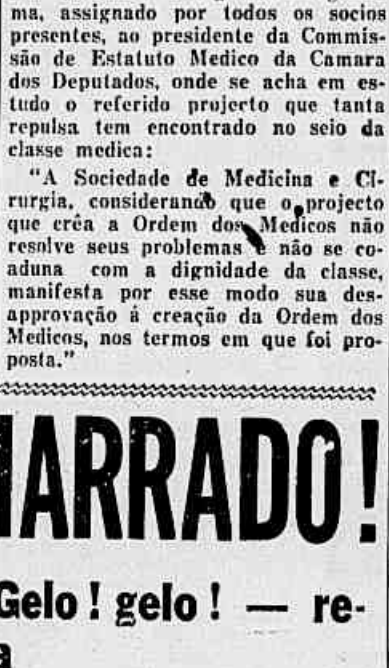 ma, assignado por todos os socios
presentes, ao presidente da Commis-
são de Estatuto Medico da Camara
dos Deputados, onde se acha em es-
tudo o referido projecto que tanta
repulsa tem encontrado no seio da
classe medica:
"A Sociedade de Medicina e Ci-
rurgia, considerando que o projecto
que crêa a Ordem dos Medicos não
resolve seus problemas e não se co-
aduna com a dignidade da classe,
manifesta por esse modo sua des-
approvação á creação da Ordem dos
Medicos, nos termos em que foi pro-
posta."
IARRADO!
Gelo! gelo! — re-